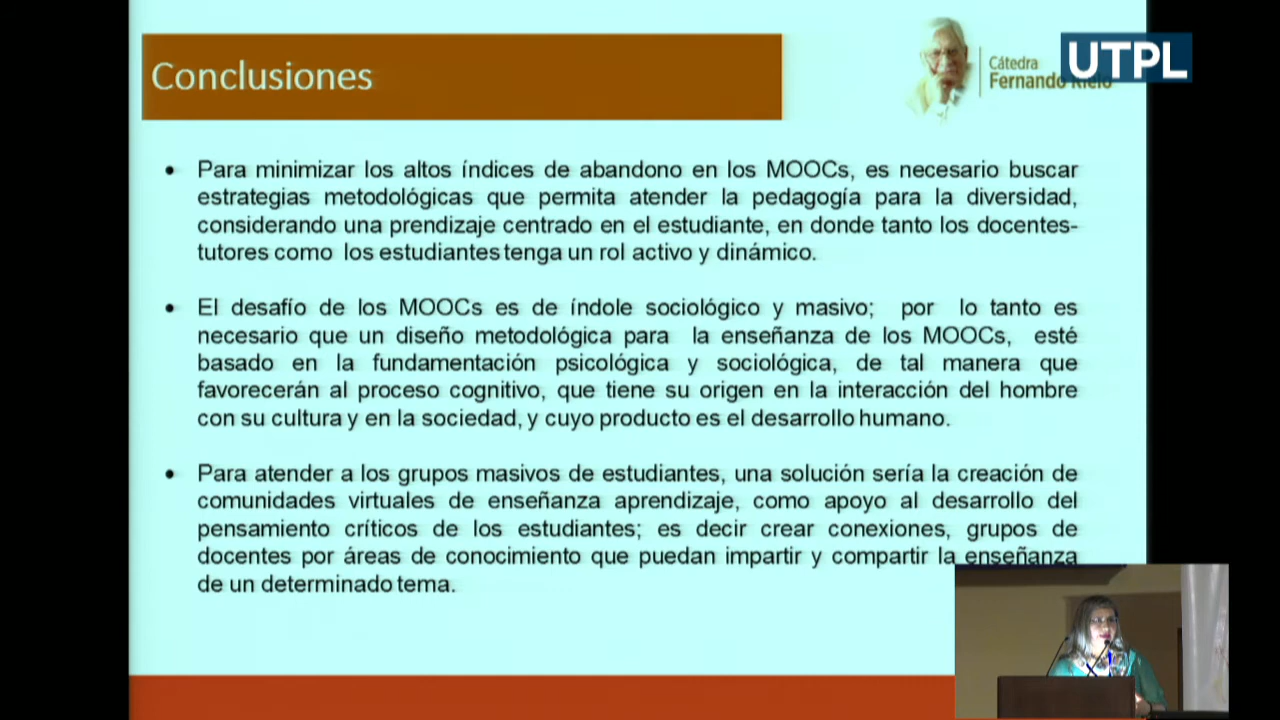 Conclusiones
Cátedra
UTPL
Fernando Rielo
• Para minimizar los altos índices de abandono en los MOOCs, es necesario buscar
estrategias metodológicas que permita atender la pedagogía para la diversidad,
considerando una prendizaje centrado en el estudiante, en donde tanto los docentes-
tutores como los estudiantes tenga un rol activo y dinámico.
• El desafío de los MOOCs es de índole sociológico y masivo; por lo tanto es
necesario que un diseño metodológica para la enseñanza de los MOOCs, esté
basado en la fundamentación psicológica y sociológica, de tal manera que
favorecerán al proceso cognitivo, que tiene su origen en la interacción del hombre
con su cultura y en la sociedad, y cuyo producto es el desarrollo humano.
• Para atender a los grupos masivos de estudiantes, una solución sería la creación de
comunidades virtuales de enseñanza aprendizaje, como apoyo al desarrollo del
pensamiento críticos de los estudiantes; es decir crear conexiones, grupos de
docentes por áreas de conocimiento que puedan impartir y compartir la enseñanza
de un determinado tema.